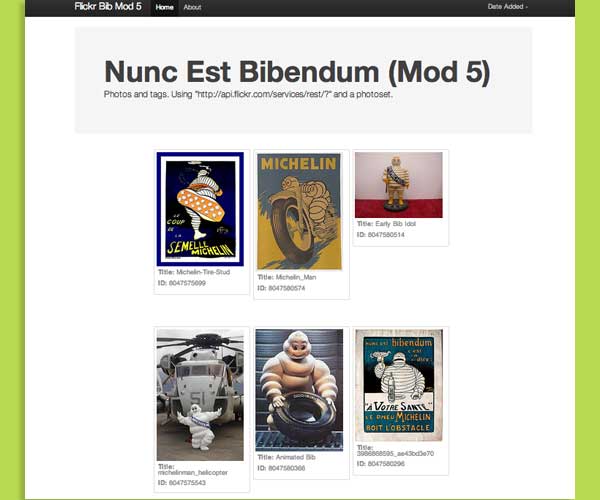 Flickr Bib Mod 5 Home About Date Added
Nunc Est Bibendum (Mod 5)
Photos and tags. Using "http://api.flickr.com/services/rest/?" and a photoset.
LE
COUP
DE
LA
SEMELLE MICHELIN
Title: Michelin-Tire-Stud
ID: 8047575699
MICHELIN
Title: Michelin_Man
ID: 8047580574
Title: Early Bib Idol
ID: 8047580514
51
Title:
michelinman_helicopter
ID: 6047575543
Title: Animated Bib
ID: 8047580366
NUNC EST bibendum
c'est
à dire:
"A VOTRE SANTÉ"
LE PNEU MICHELIN
BOIT L'OBSTACLE
Title:
3986868595_ae43bd3e70
ID: 8047580296